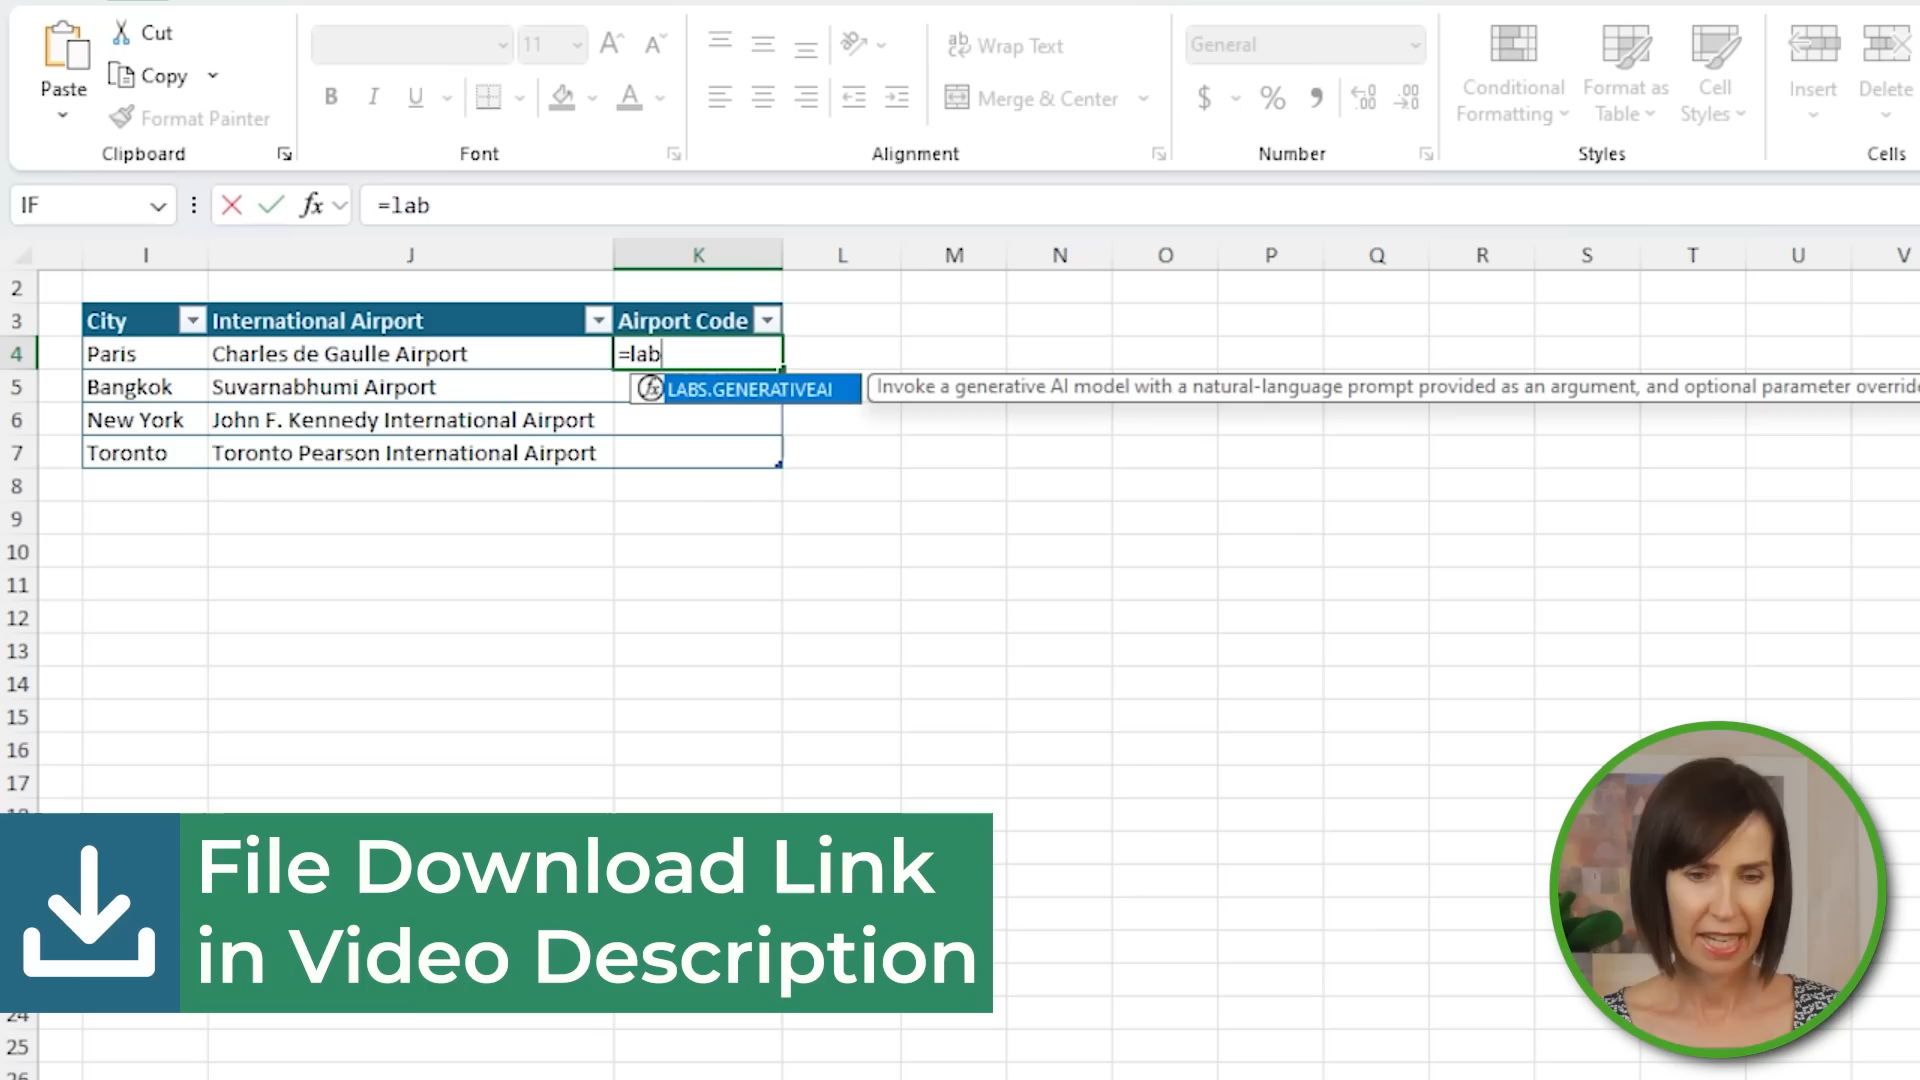 Cut
Copy
Paste
Format Painter
Clipboard
11
B I U
Font
Wrap Text
Merge & Center
Alignment
General
$ % 9
Number
Conditional
Formatting
Format as
Table
Cell
Styles
Styles
Insert
Delete
Cells
IF
fx
=lab
I J K L M N O P Q R S T U V
2
3 City International Airport Airport Code
4 Paris Charles de Gaulle Airport =lab
5 Bangkok Suvarnabhumi Airport
LABS.GENERATIVEAI
Invoke a generative AI model with a natural-language prompt provided as an argument, and optional parameter override
6 New York John F. Kennedy International Airport
7 Toronto Toronto Pearson International Airport
8
9
10
11
12
13
14
15
16
17
File Download Link
in Video Description
24
25
26